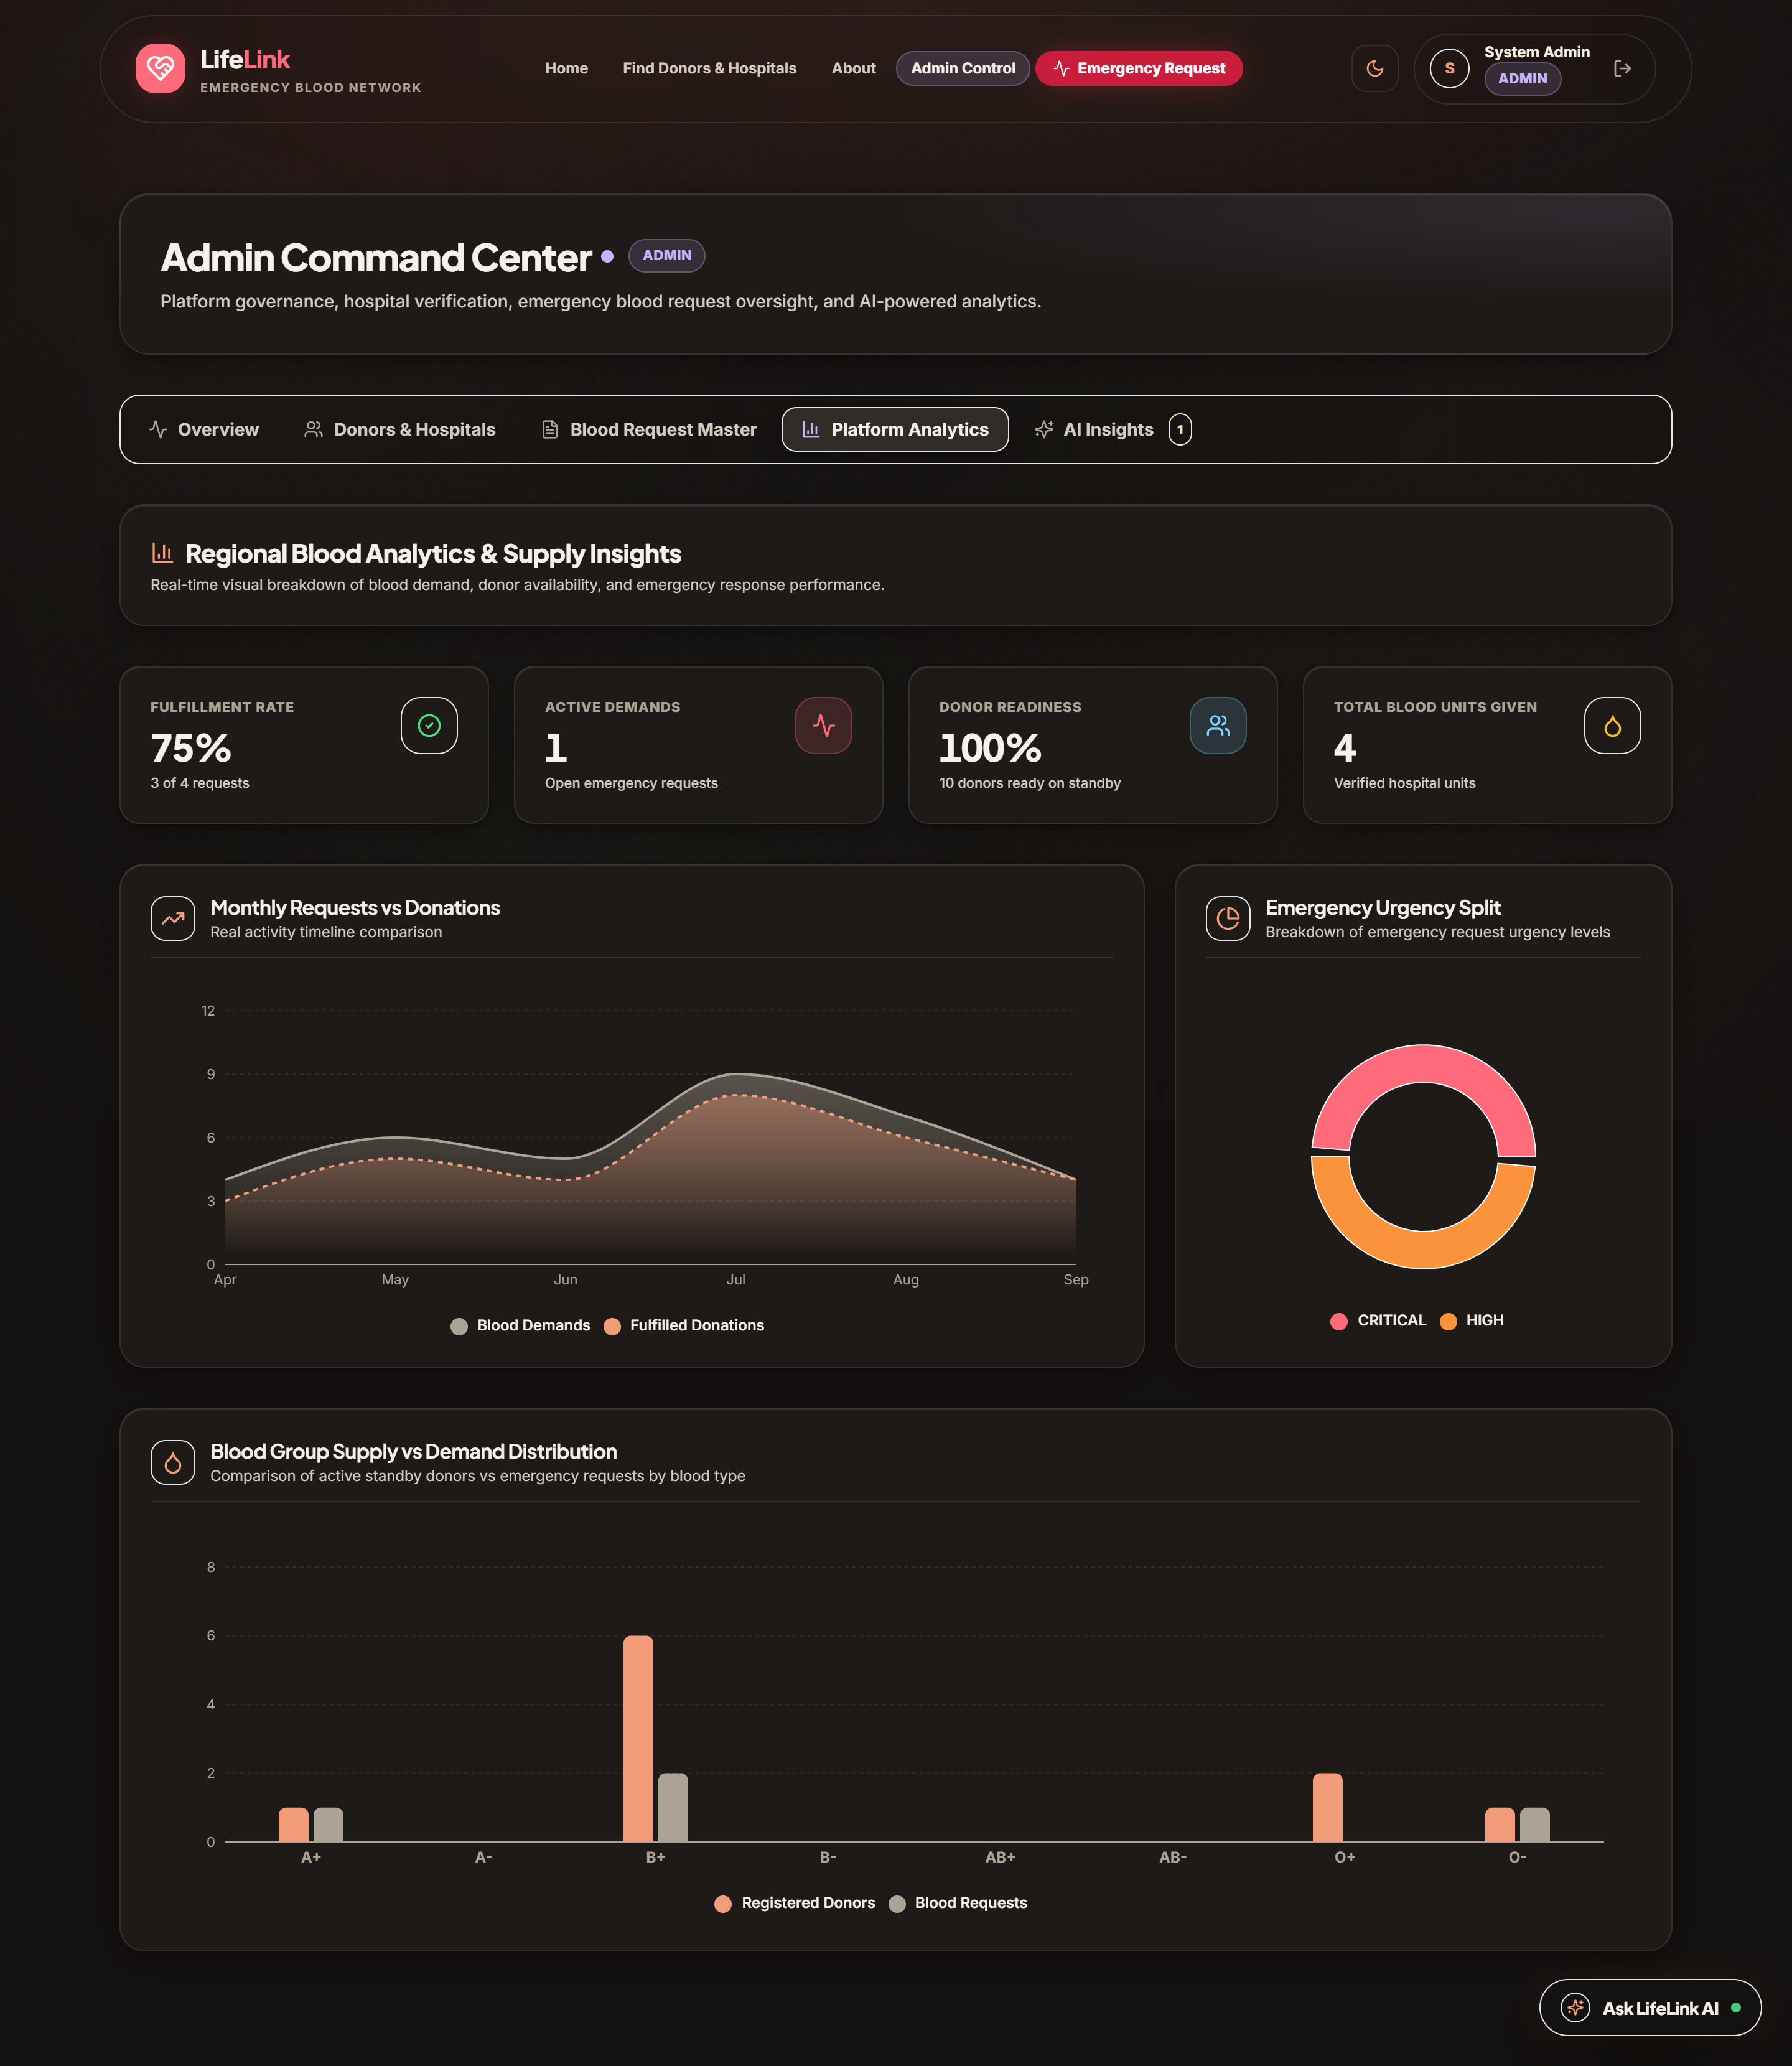 LifeLink
EMERGENCY BLOOD NETWORK
Home
Find Donors & Hospitals
About
Admin Control
Emergency Request
S
System Admin
ADMIN
Admin Command Center
ADMIN
Platform governance, hospital verification, emergency blood request oversight, and AI-powered analytics.
Overview
Donors & Hospitals
Blood Request Master
Platform Analytics
AI Insights
1
Regional Blood Analytics & Supply Insights
Real-time visual breakdown of blood demand, donor availability, and emergency response performance.
FULFILLMENT RATE
75%
3 of 4 requests
ACTIVE DEMANDS
1
Open emergency requests
DONOR READINESS
100%
10 donors ready on standby
TOTAL BLOOD UNITS GIVEN
4
Verified hospital units
Monthly Requests vs Donations
Real activity timeline comparison
12
9
6
3
0
Apr May Jun Jul Aug Sep
Blood Demands Fulfilled Donations
Emergency Urgency Split
Breakdown of emergency request urgency levels
CRITICAL HIGH
Blood Group Supply vs Demand Distribution
Comparison of active standby donors vs emergency requests by blood type
8
6
4
2
0
A+ A- B+ B- AB+ AB- O+ O-
Registered Donors Blood Requests
Ask LifeLink AI